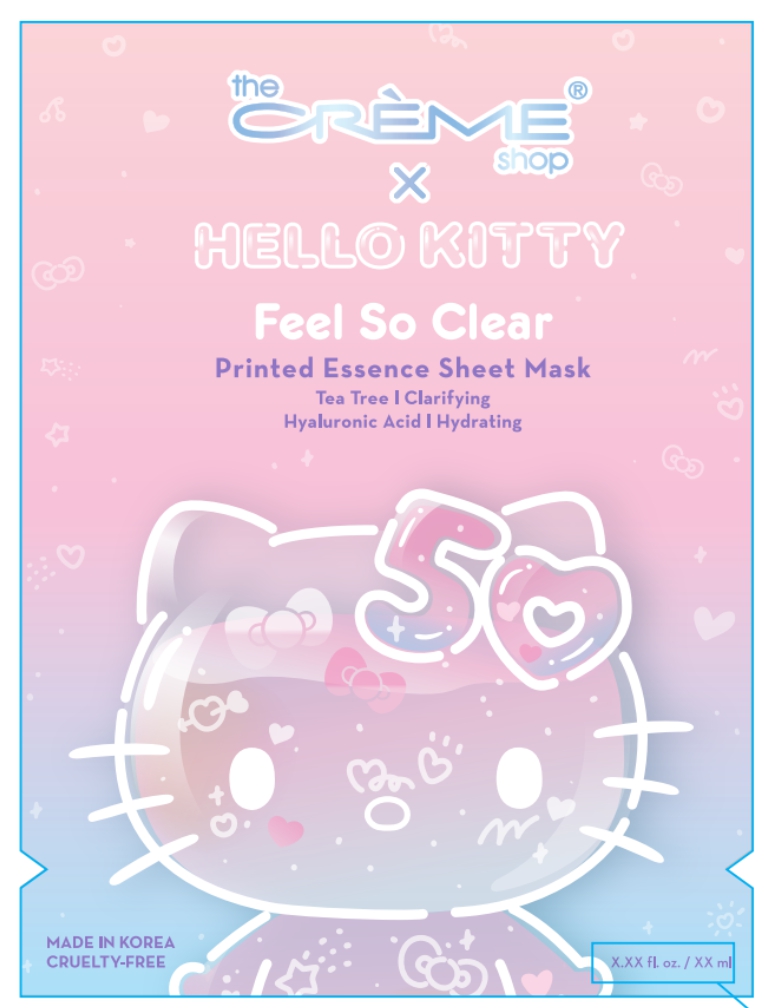 the
CRÈME®
shop
X
HELLO KITTY
Feel So Clear
Printed Essence Sheet Mask
Tea Tree | Clarifying
Hyaluronic Acid | Hydrating
50
MADE IN KOREA
CRUELTY-FREE
X.XX fl. oz. / XX ml